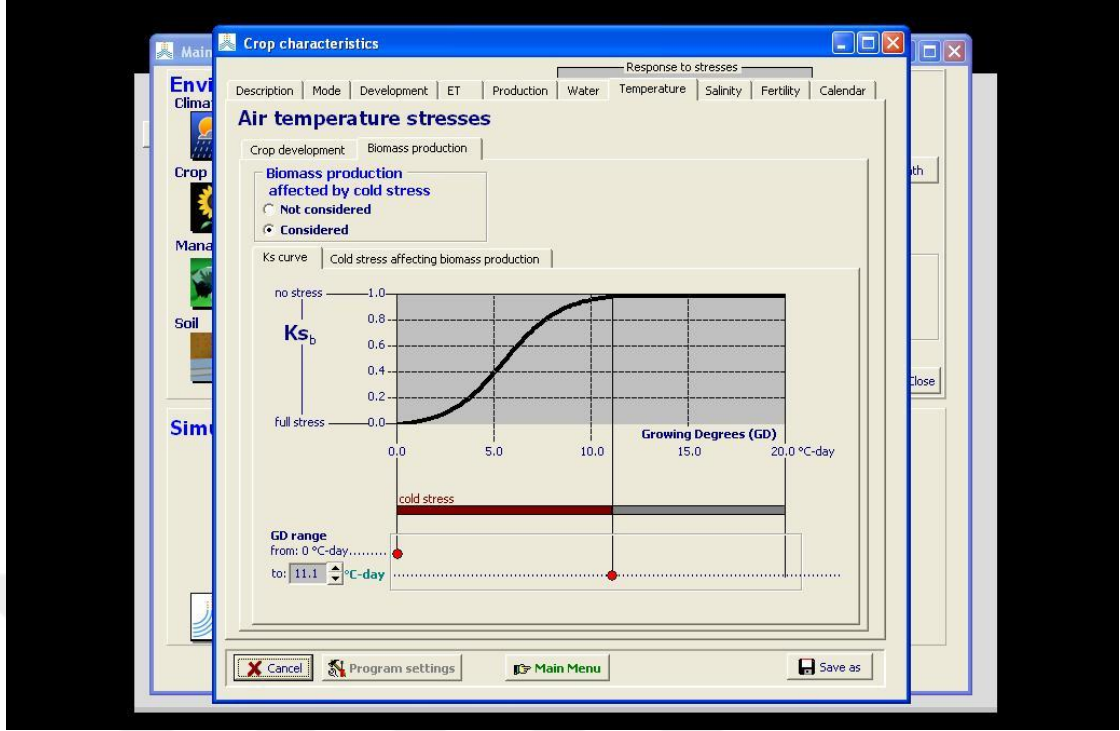 Main
Crop characteristics
Envi
Clima
Crop
Mana
Soil
Simu
ath
Close
Response to stresses
Description Mode Development ET Production Water Temperature Salinity Fertility Calendar
Air temperature stresses
Crop development Biomass production
Biomass production
affected by cold stress
Not considered
Considered
Ks curve Cold stress affecting biomass production
no stress 1.0
0.8
Ksb
0.6
0.4
0.2
full stress 0.0
Growing Degrees (GD)
0.0 5.0 10.0 15.0 20.0 °C-day
cold stress
GD range
from: 0 °C-day.........
to: 11.1 °C-day
Cancel Program settings Main Menu Save as